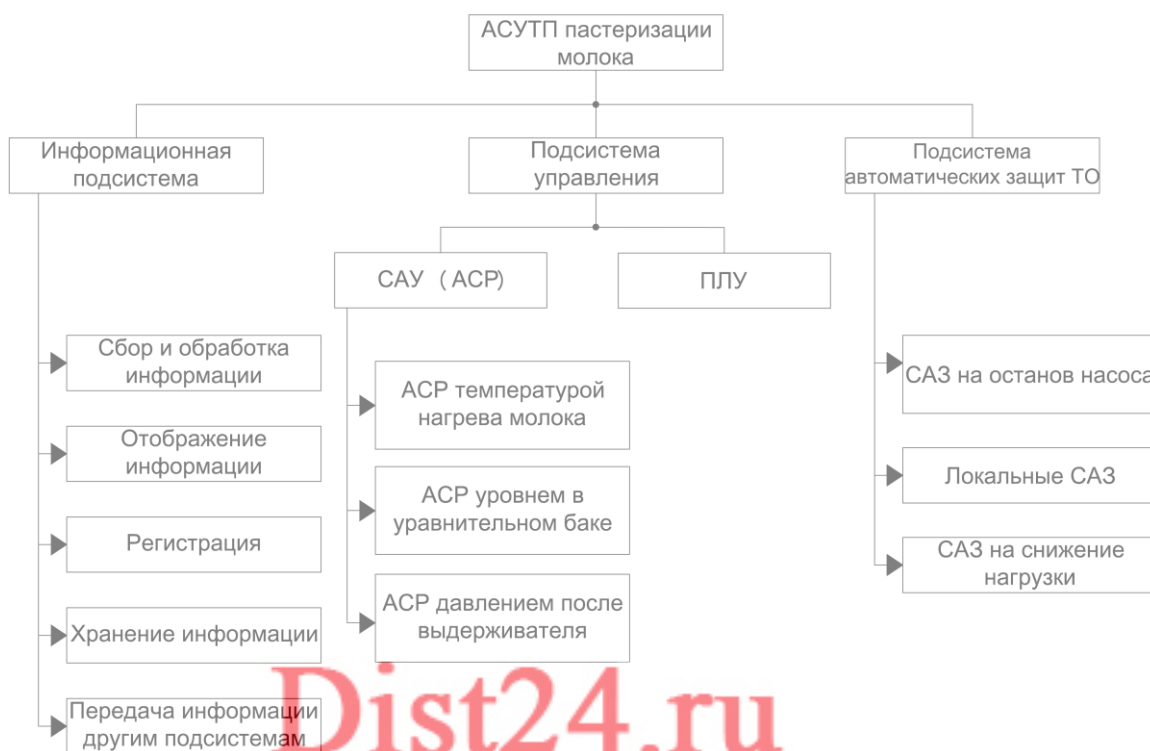 АСУТП пастеризации
молока
Информационная
подсистема
Подсистема
управления
Подсистема
автоматических защит ТО
САУ ( АСР)
ПЛУ
Сбор и обработка
информации
Отображение
информации
Регистрация
Хранение информации
Передача информации
другим подсистемам
АСР температурой
нагрева молока
АСР уровнем в
уравнительном баке
АСР давлением после
выдерживателя
САЗ на останов насоса
Локальные САЗ
САЗ на снижение
нагрузки
Dist24.ru